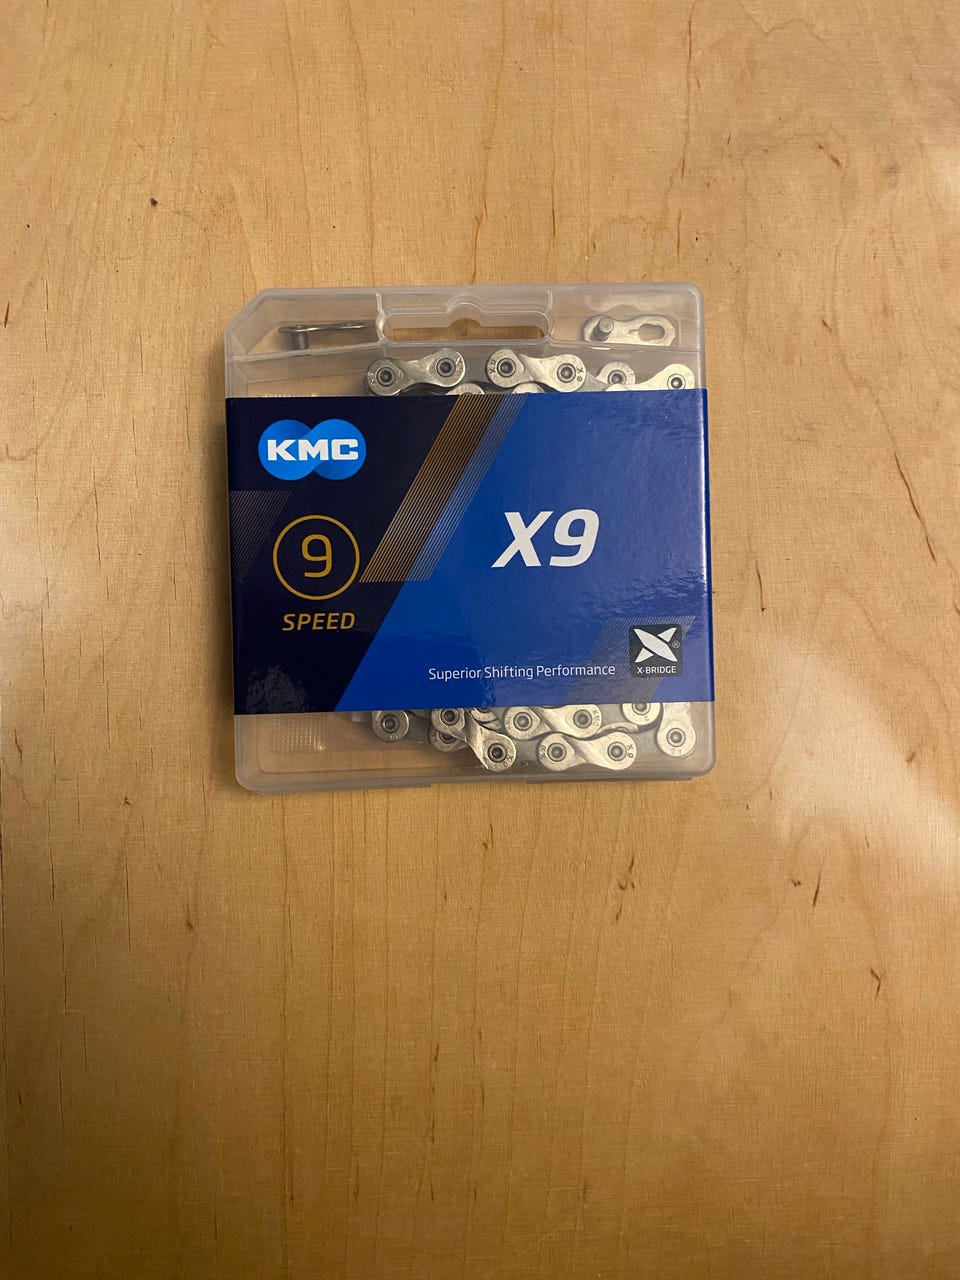 KMC
9
SPEED
X9
Superior Shifting Performance
®
X-BRIDGE